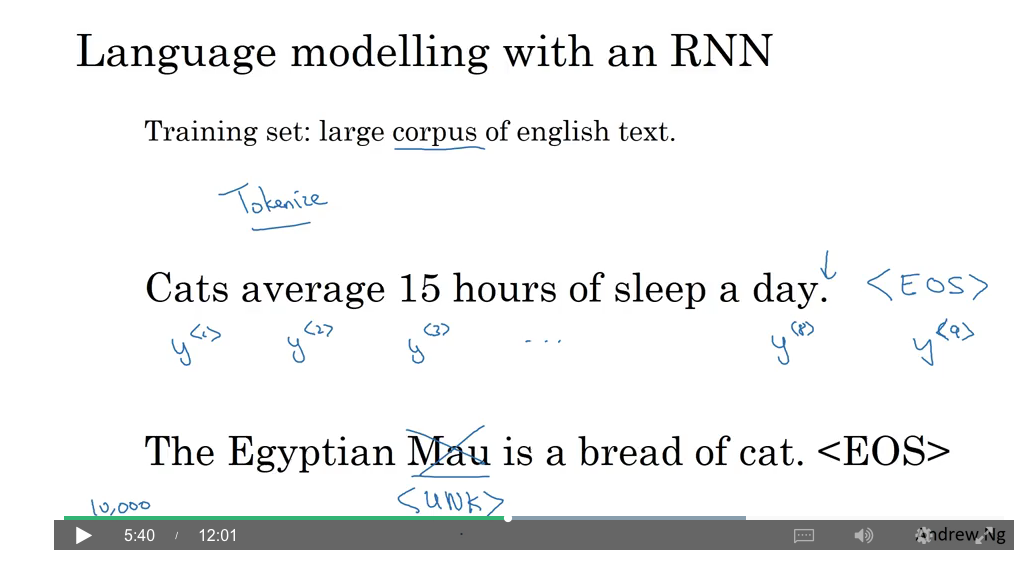 Language modelling with an RNN
Training set: large corpus of english text.
Tokenize
Cats average 15 hours of sleep a day. <EOS>
y<1> y<2> y<3> ... y<8> y<9>
The Egyptian Mau is a bread of cat. <EOS>
<UNK>
10,000
5:40 / 12:01
Andrew Ng